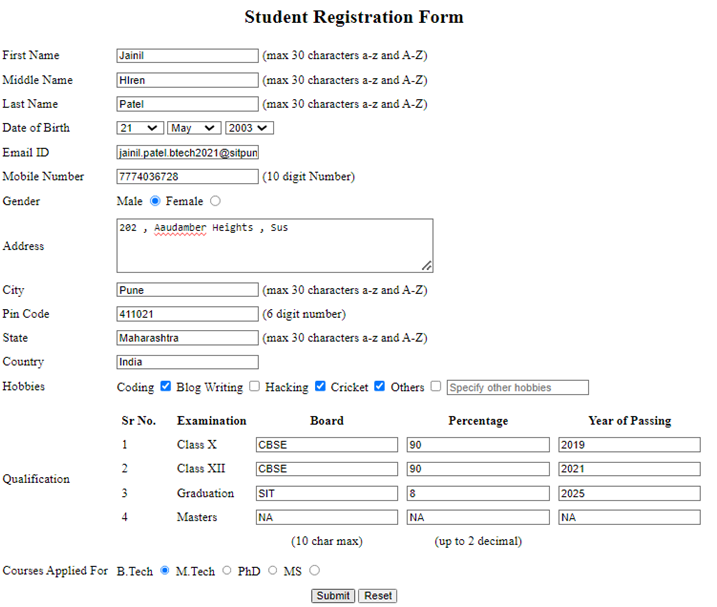 Student Registration Form
First Name Jainil (max 30 characters a-z and A-Z)
Middle Name HIren (max 30 characters a-z and A-Z)
Last Name Patel (max 30 characters a-z and A-Z)
Date of Birth 21 May 2003
Email ID jainil.patel.btech2021@sitpun
Mobile Number 7774036728 (10 digit Number)
Gender Male Female
Address 202 , Aaudamber Heights , Sus
City Pune (max 30 characters a-z and A-Z)
Pin Code 411021 (6 digit number)
State Maharashtra (max 30 characters a-z and A-Z)
Country India
Hobbies Coding Blog Writing Hacking Cricket Others Specify other hobbies
Qualification
Sr No. Examination Board Percentage Year of Passing
1 Class X CBSE 90 2019
2 Class XII CBSE 90 2021
3 Graduation SIT 8 2025
4 Masters NA NA NA
(10 char max) (up to 2 decimal)
Courses Applied For B.Tech M.Tech PhD MS
Submit Reset